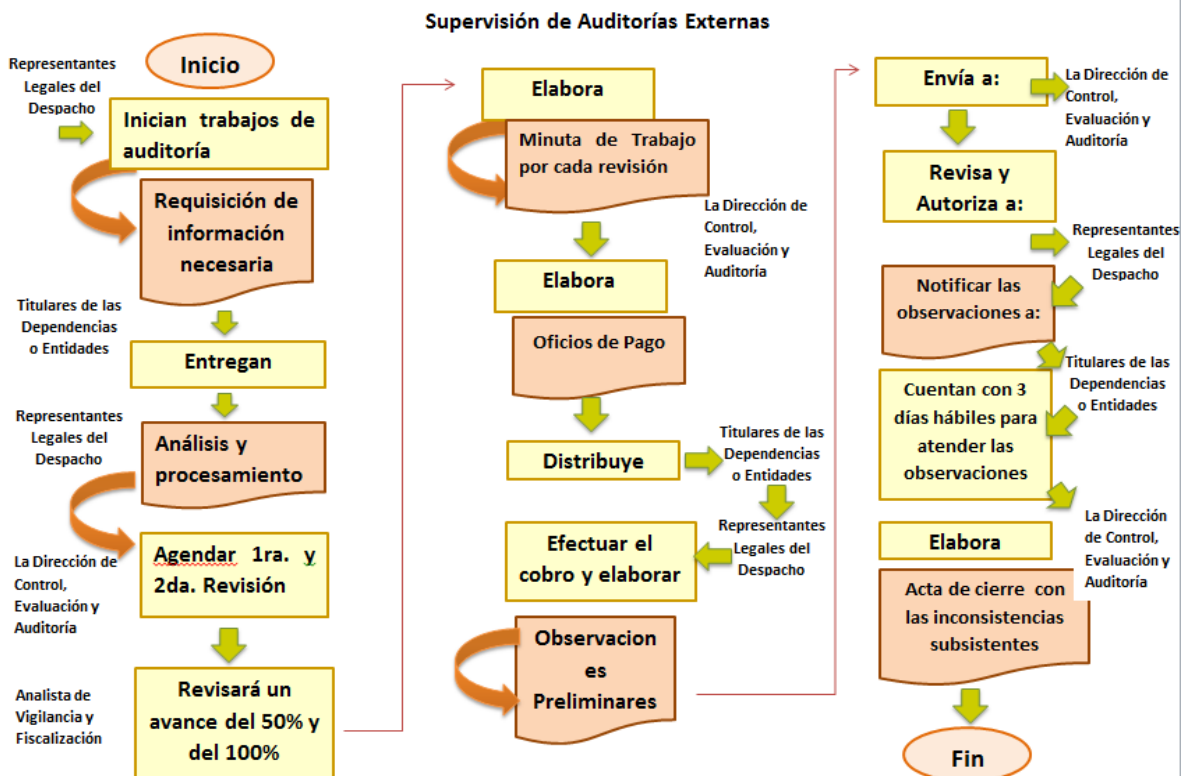 Supervisión de Auditorías Externas
Inicio
Representantes
Legales del
Despacho
Inician trabajos de
auditoría
Requisición de
información
necesaria
Titulares de las
Dependencias
o Entidades
Entregan
Representantes
Legales del
Despacho
Análisis y
procesamiento
La Dirección de
Control,
Evaluación y
Auditoría
Agendar 1ra. y
2da. Revisión
Analista de
Vigilancia y
Fiscalización
Revisará un
avance del 50% y
del 100%
Elabora
Minuta de Trabajo
por cada revisión
La Dirección de
Control,
Evaluación y
Auditoría
Elabora
Oficios de Pago
Distribuye
Titulares de las
Dependencias
o Entidades
Representantes
Legales del
Despacho
Efectuar el
cobro y elaborar
Observacion
es
Preliminares
Envía a:
La Dirección de
Control,
Evaluación y
Auditoría
Revisa y
Autoriza a:
Representantes
Legales del
Despacho
Notificar las
observaciones a:
Titulares de las
Dependencias
o Entidades
Cuentan con 3
días hábiles para
atender las
observaciones
La Dirección
de Control,
Evaluación y
Auditoría
Elabora
Acta de cierre con
las inconsistencias
subsistentes
Fin